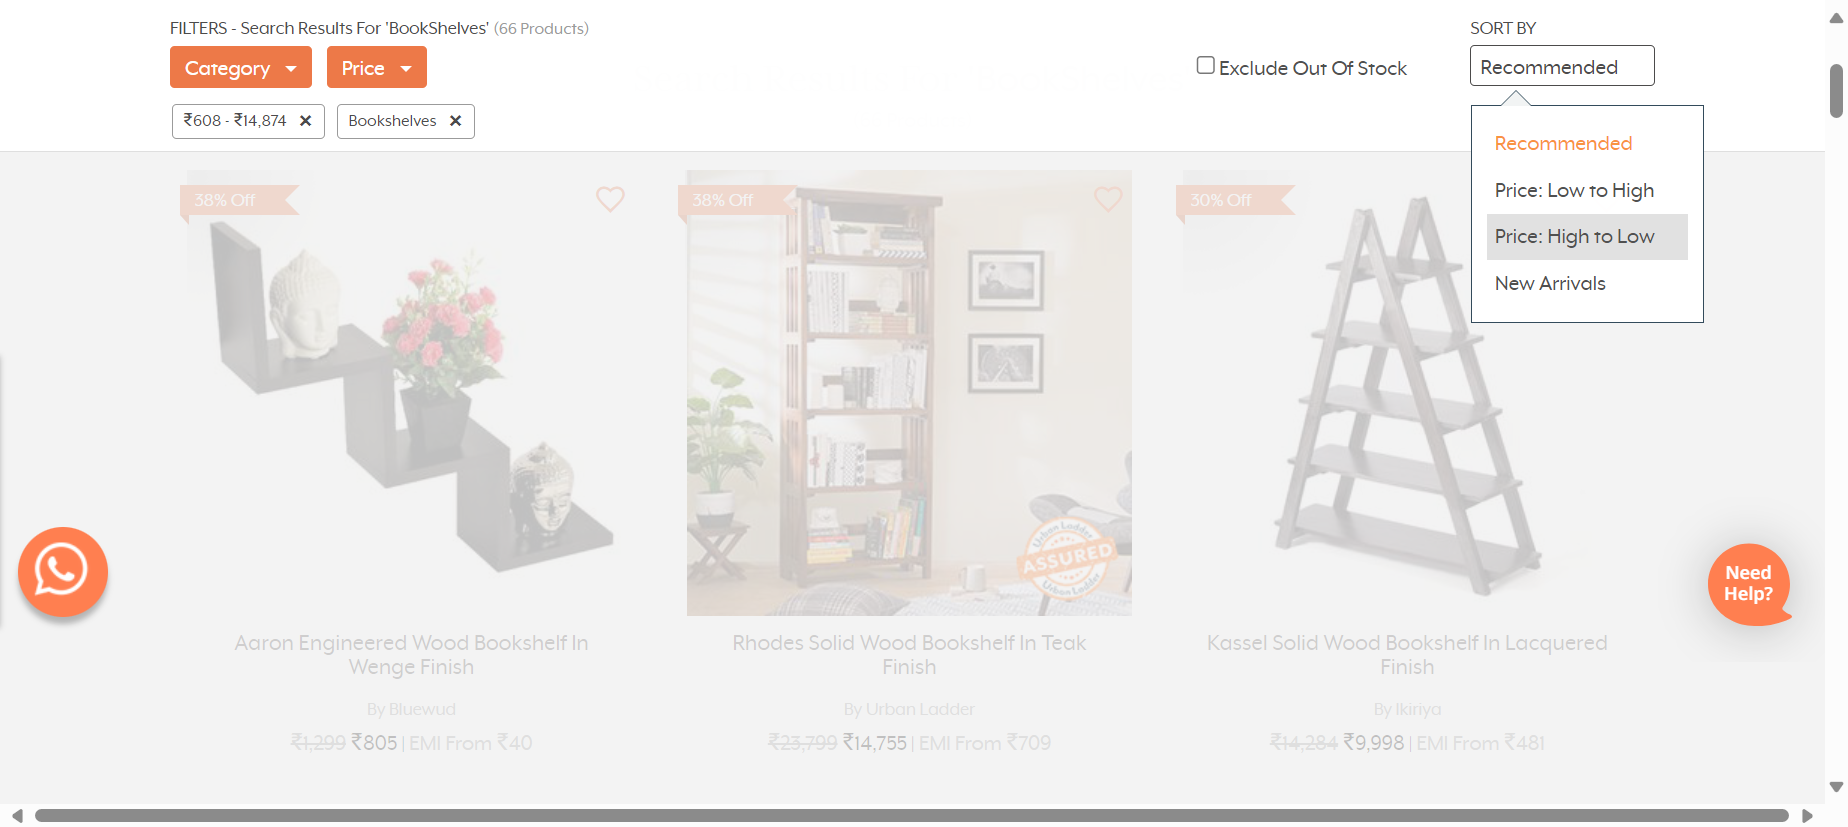 FILTERS - Search Results For 'BookShelves' (66 Products)
SORT BY
Category
Price
Exclude Out Of Stock
Recommended
₹608 - ₹14,874 ✕
Bookshelves ✕
Recommended
Price: Low to High
Price: High to Low
New Arrivals
38% Off
38% Off
30% Off
Urban Ladder
ASSURED
Urban Ladder
Need
Help?
Aaron Engineered Wood Bookshelf In
Wenge Finish
By Bluewud
₹1,299 ₹805 | EMI From ₹40
Rhodes Solid Wood Bookshelf In Teak
Finish
By Urban Ladder
₹23,799 ₹14,755 | EMI From ₹709
Kassel Solid Wood Bookshelf In Lacquered
Finish
By Ikiriya
₹14,284 ₹9,998 | EMI From ₹481